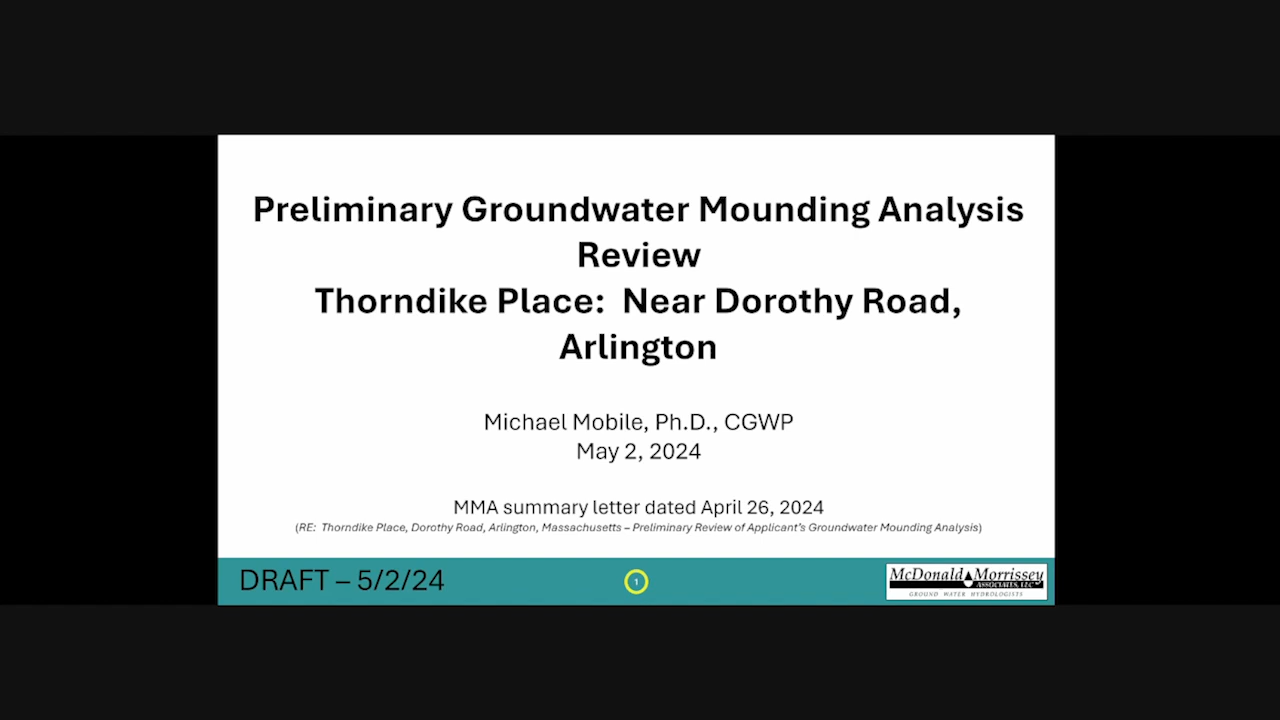 Preliminary Groundwater Mounding Analysis
Review
Thorndike Place:  Near Dorothy Road,
Arlington
Michael Mobile, Ph.D., CGWP
May 2, 2024
MMA summary letter dated April 26, 2024
(RE:  Thorndike Place, Dorothy Road, Arlington, Massachusetts – Preliminary Review of Applicant's Groundwater Mounding Analysis)
DRAFT – 5/2/24
1
McDonald Morrissey
ASSOCIATES, LLC
GROUND WATER HYDROLOGISTS